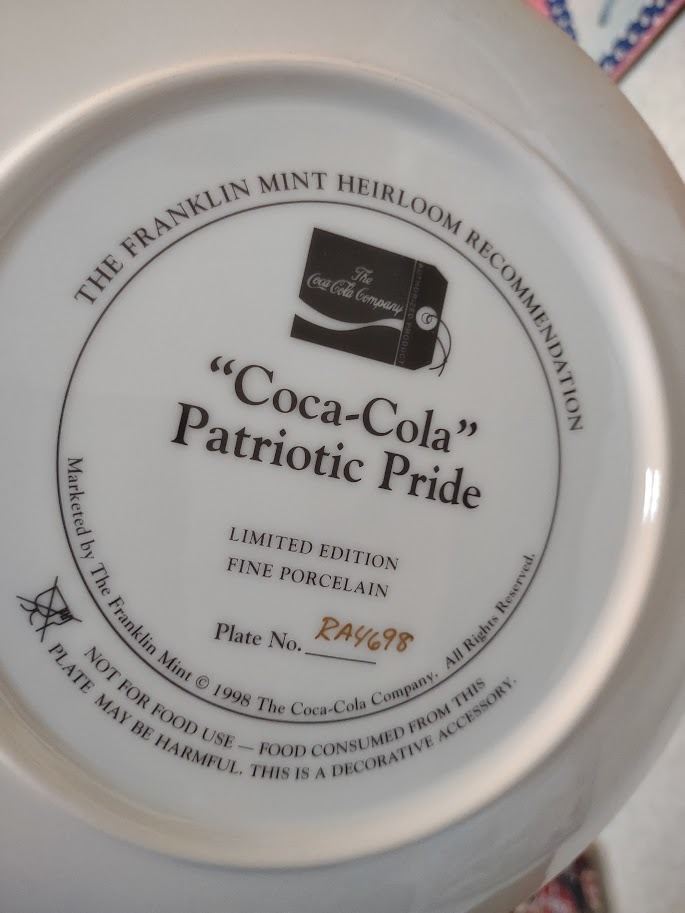 THE FRANKLIN MINT HEIRLOOM RECOMMENDATION
The
Coca-Cola Company
AUTHORIZED PRODUCT
“Coca-Cola”
Patriotic Pride
LIMITED EDITION
FINE PORCELAIN
Plate No. RA4698
Marketed by The Franklin Mint © 1998 The Coca-Cola Company. All Rights Reserved.
NOT FOR FOOD USE — FOOD CONSUMED FROM THIS
PLATE MAY BE HARMFUL. THIS IS A DECORATIVE ACCESSORY.